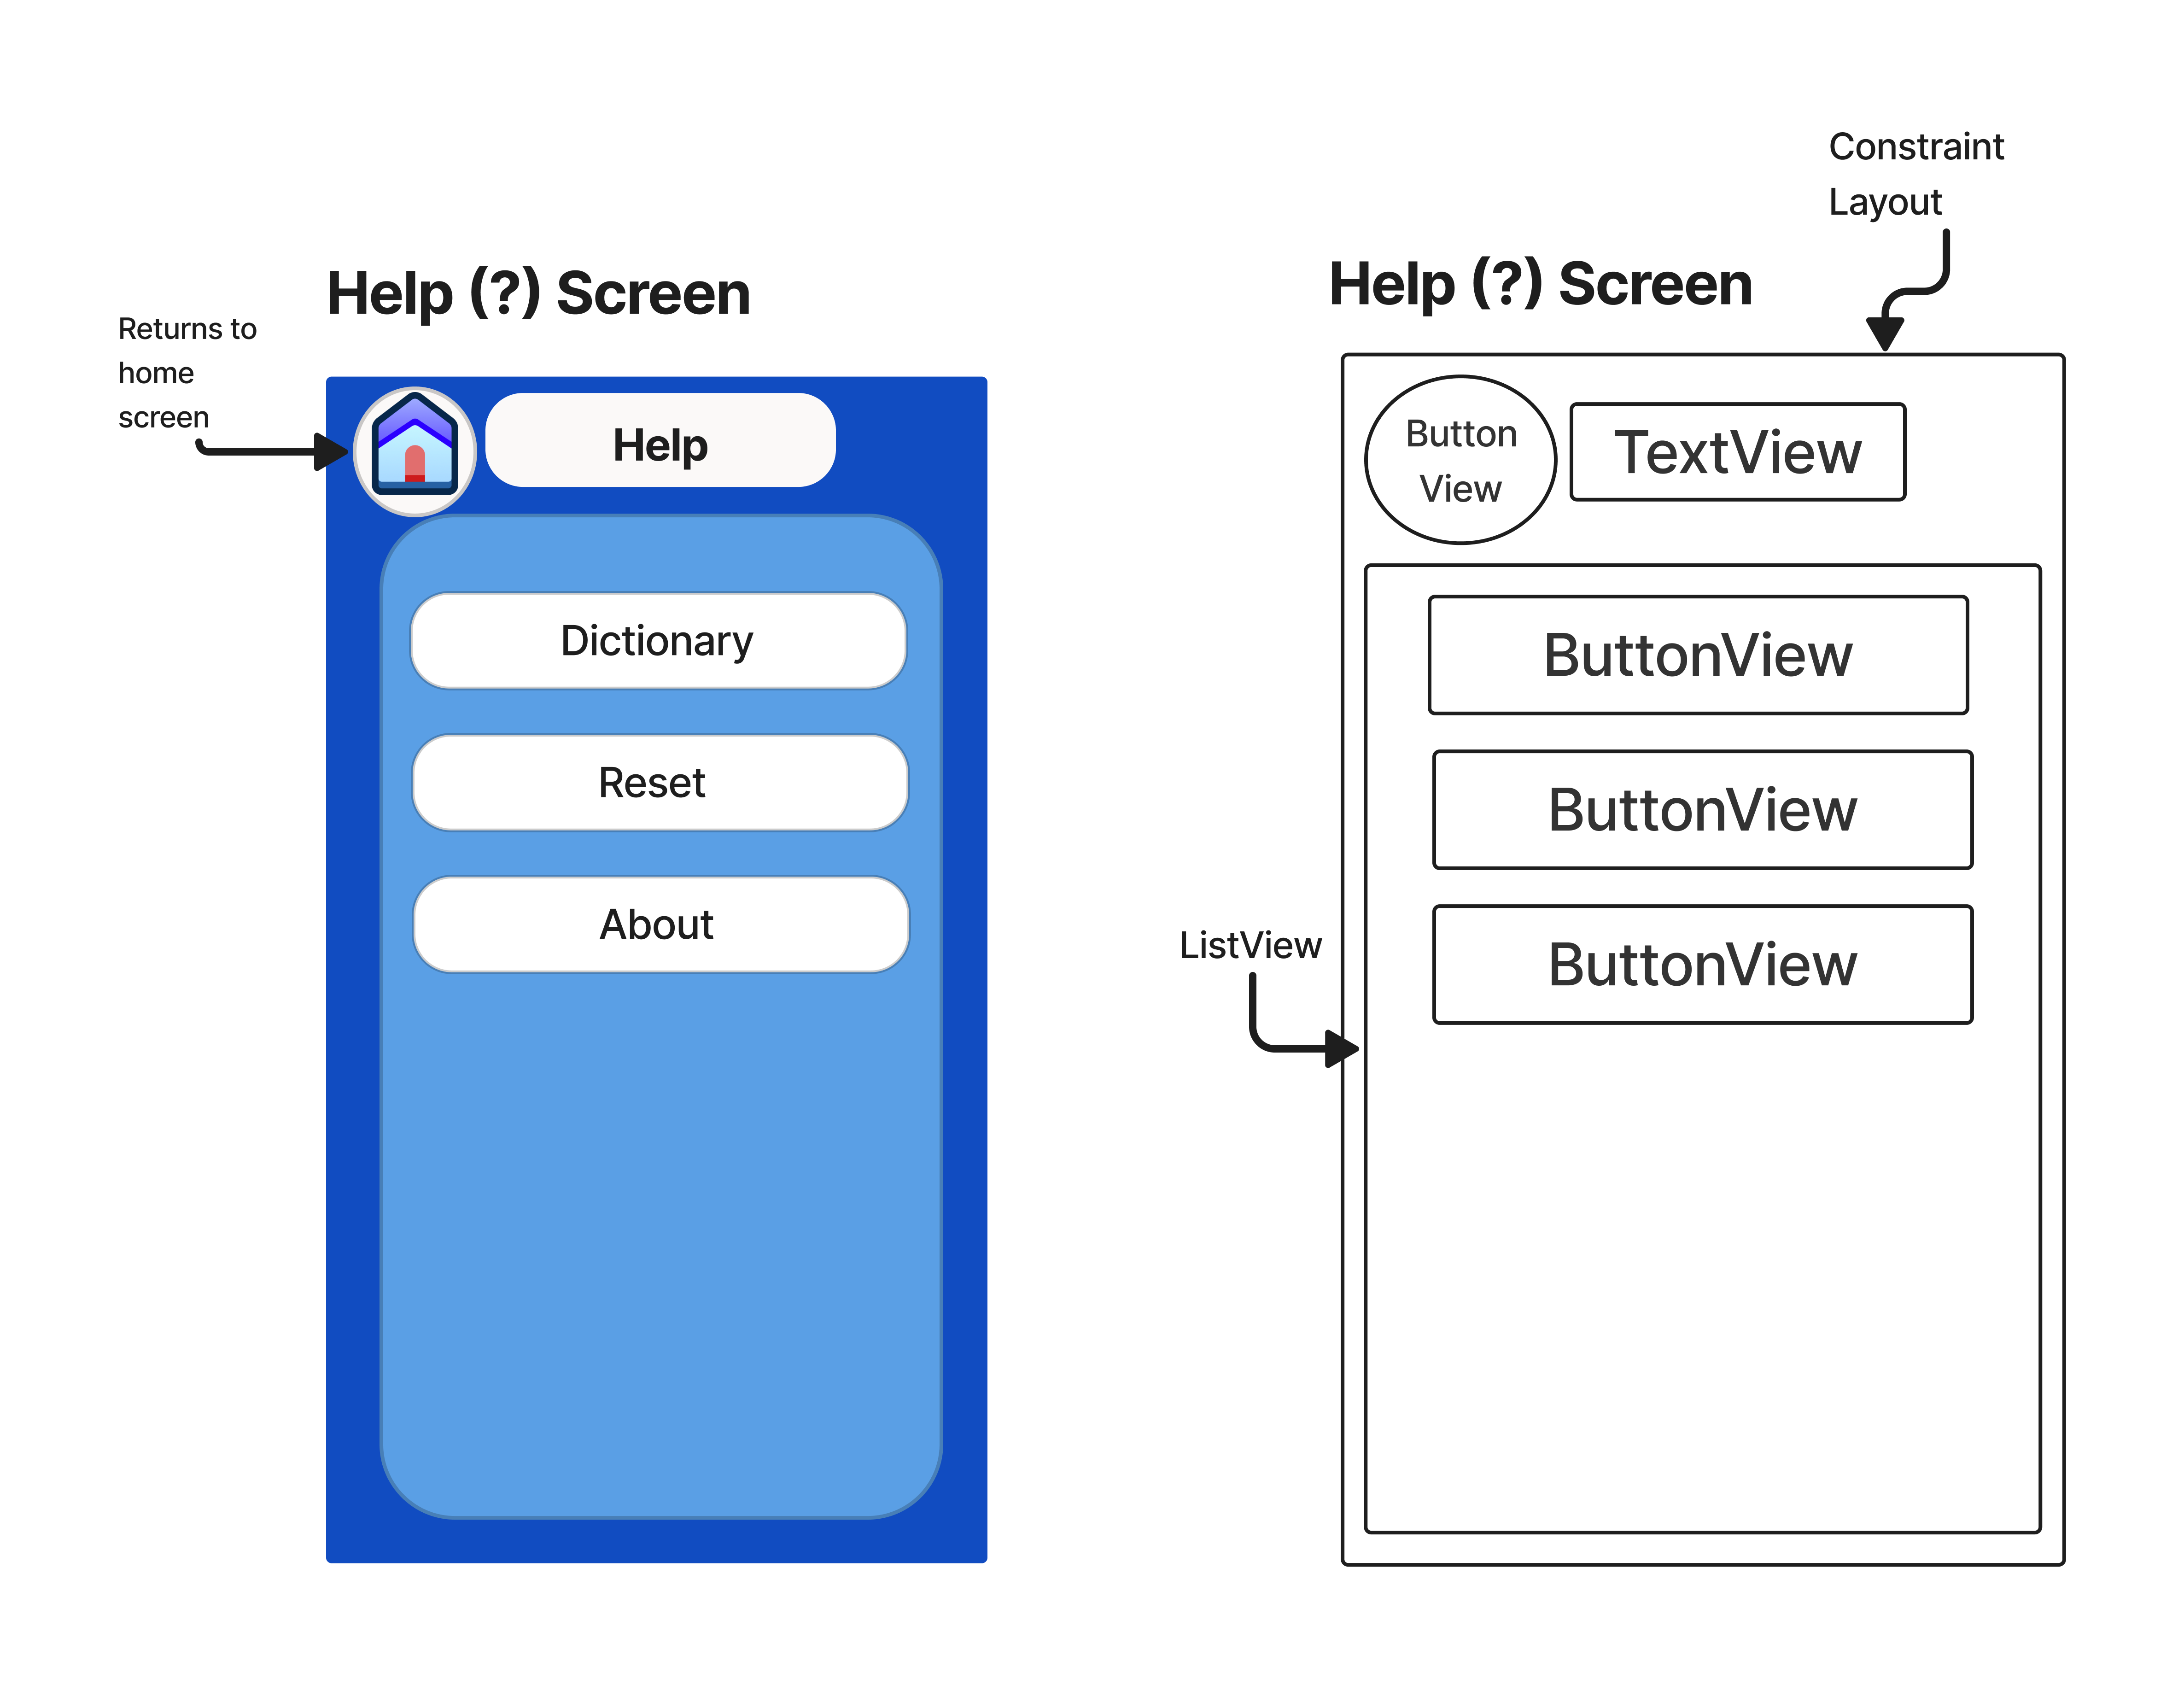 Help (?) Screen
Returns to
home
screen
Help
Dictionary
Reset
About
Constraint
Layout
Help (?) Screen
Button
View
TextView
ButtonView
ButtonView
ButtonView
ListView